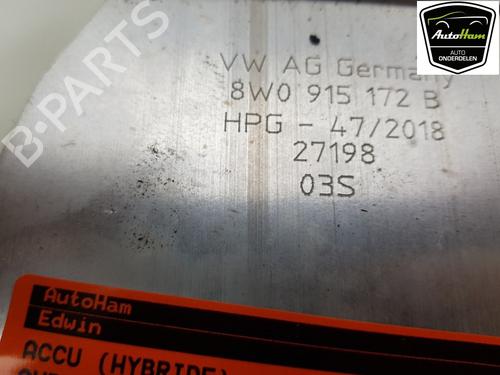 AutoHam
AUTO
ONDERDELEN
B-PARTS
VW AG Germany
8W0 915 172 B
HPG - 47/2018
27198
03S
AutoHam
Edwin
ACCU (HYBRIDE)